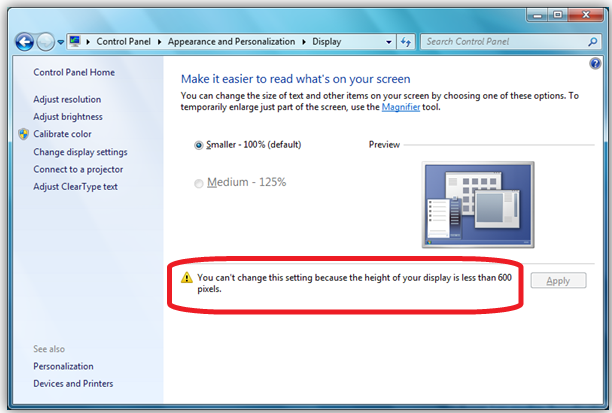 Control Panel Appearance and Personalization Display Search Control Panel
Control Panel Home
Adjust resolution
Adjust brightness
Calibrate color
Change display settings
Connect to a projector
Adjust ClearType text
See also
Personalization
Devices and Printers
Make it easier to read what's on your screen
You can change the size of text and other items on your screen by choosing one of these options. To
temporarily enlarge just part of the screen, use the Magnifier tool.
Smaller - 100% (default) Preview
Medium - 125%
You can't change this setting because the height of your display is less than 600
pixels.
Apply